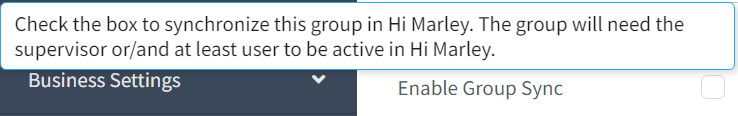 Check the box to synchronize this group in Hi Marley. The group will need the
supervisor or/and at least user to be active in Hi Marley.
Business Settings
Enable Group Sync